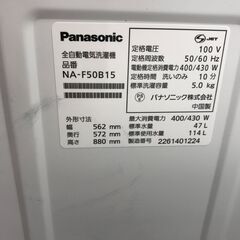 Panasonic
全自動電気洗濯機
品番
NA-F50B15
外形寸法
幅 562 mm
奥行 572 mm
高さ 880 mm
JET
定格電圧 100 V
定格周波数 50/60 Hz
電動機定格消費電力 400/430 W
定格時間 洗いのみ 10 分
標準洗濯容量 5.0 kg
パナソニック株式会社
中国製
最大消費電力 400/430 W
標準水量 47 L
標準使用水量 114 L
製造番号 2261401224